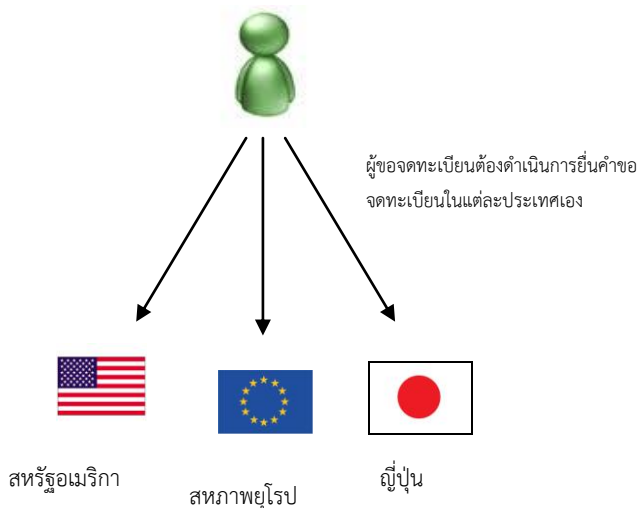 ผู้ขอจดทะเบียนต้องดำเนินการยื่นคำขอ
จดทะเบียนในแต่ละประเทศเอง
สหรัฐอเมริกา
สหภาพยุโรป
ญี่ปุ่น